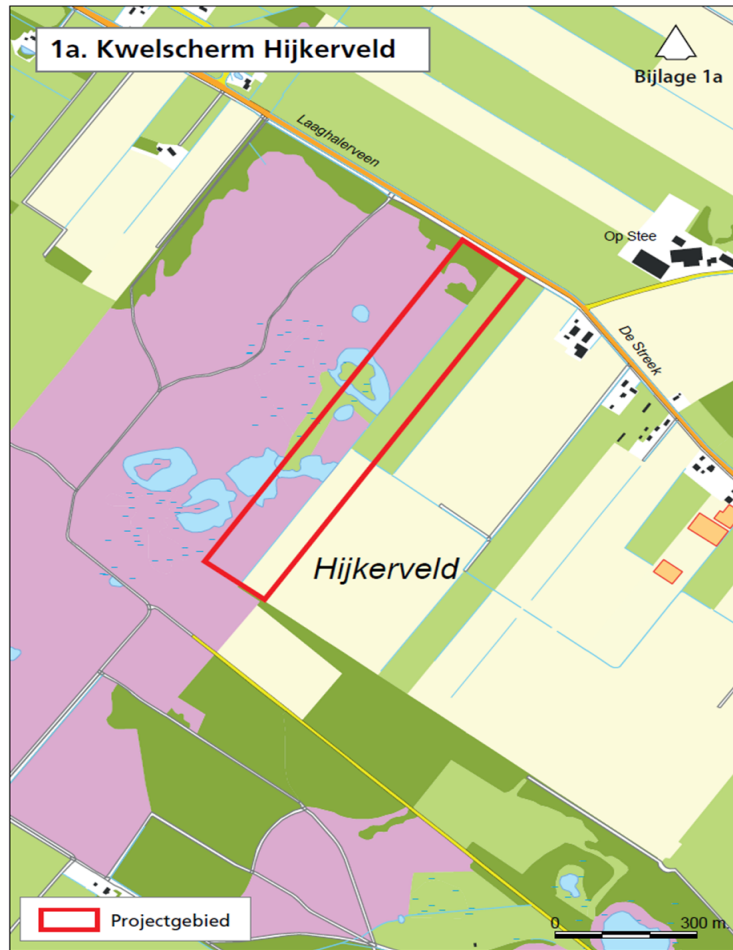 1a. Kwelscherm Hijkerveld
Bijlage 1a
Laaghalerveen
Op Stee
De Streek
Hijkerveld
Projectgebied
0 300 m.